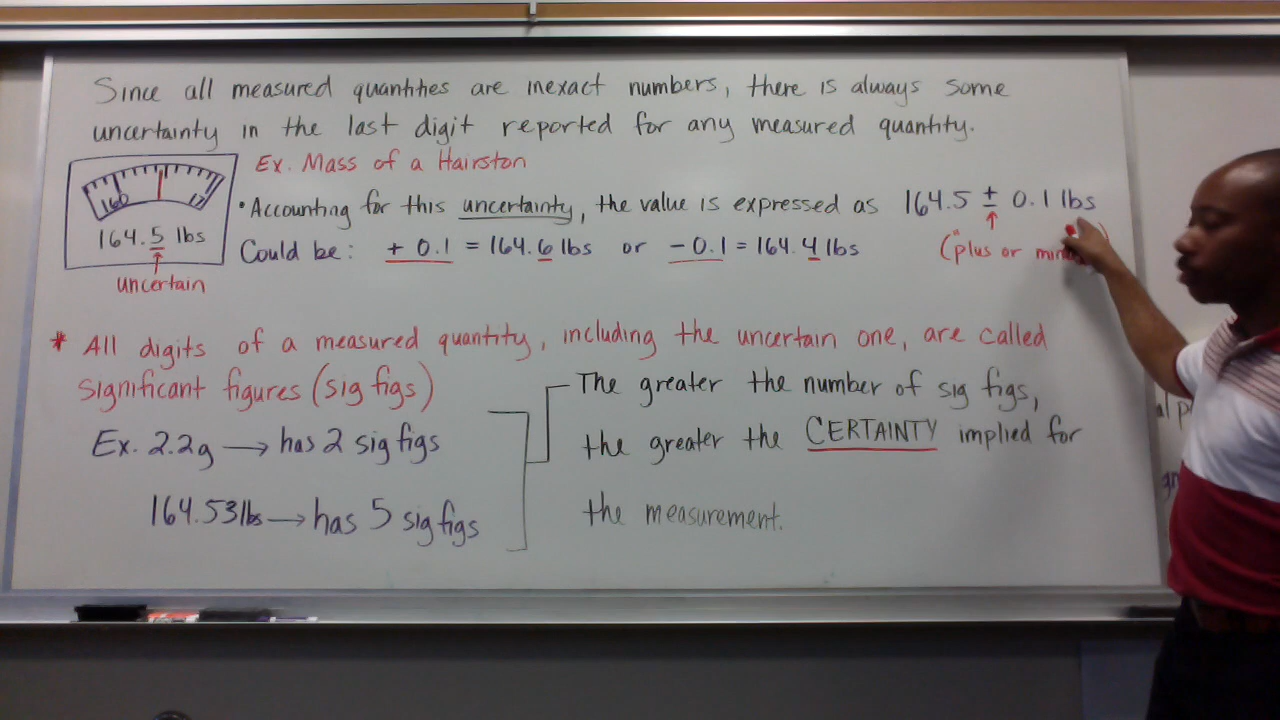 Since all measured quantities are inexact numbers, there is always some
uncertainty in the last digit reported for any measured quantity.
Ex. Mass of a Hairston
160 17
164.5 lbs
↑
uncertain
• Accounting for this uncertainty, the value is expressed as 164.5 ± 0.1 lbs
↑
Could be: + 0.1 = 164.6 lbs or - 0.1 = 164.4 lbs
("plus or
* All digits of a measured quantity, including the uncertain one, are called
significant figures (sig figs)
Ex. 2.2g → has 2 sig figs
164.53 lbs → has 5 sig figs
The greater the number of sig figs,
the greater the CERTAINTY implied for
the measurement.